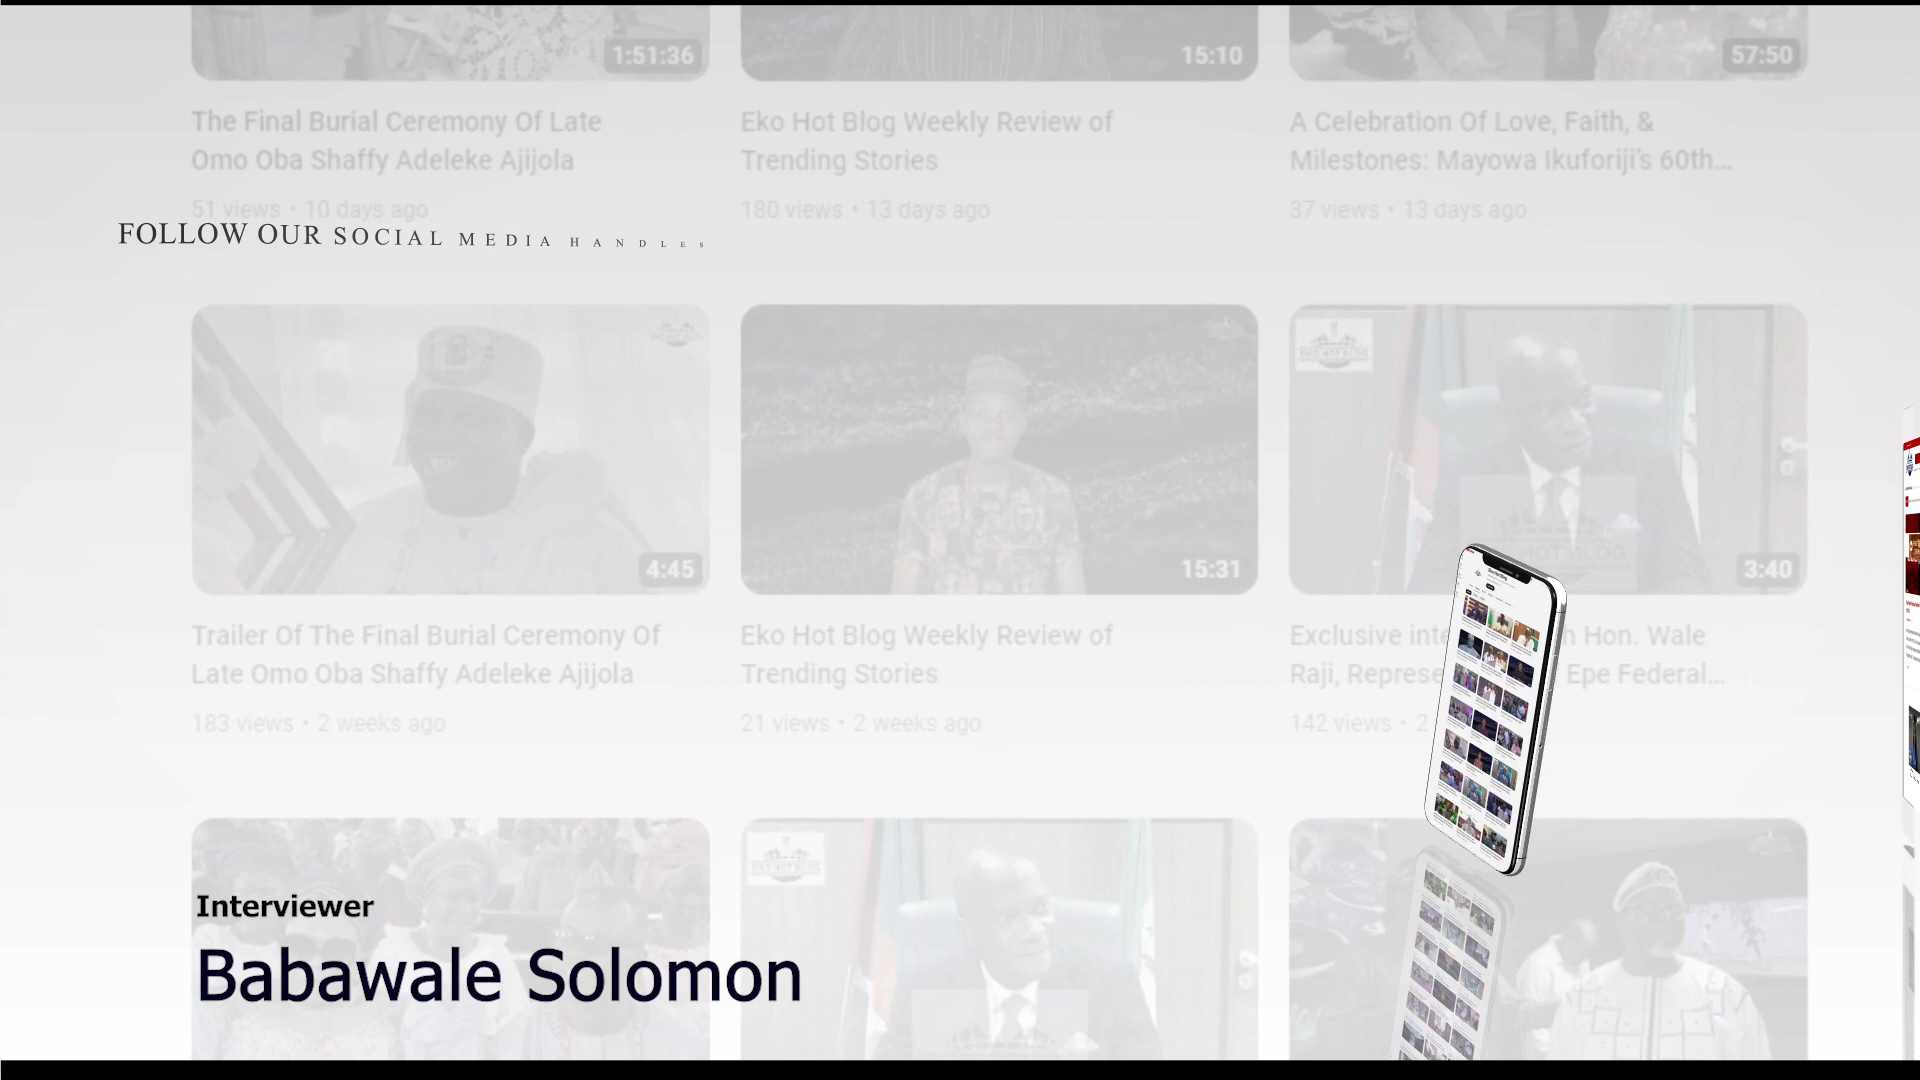 1:51:36
15:10
57:50
The Final Burial Ceremony Of Late
Omo Oba Shaffy Adeleke Ajijola
51 views • 10 days ago
Eko Hot Blog Weekly Review of
Trending Stories
180 views • 13 days ago
A Celebration Of Love, Faith, &
Milestones: Mayowa Ikuforiji's 60th...
37 views • 13 days ago
FOLLOW OUR SOCIAL MEDIA HANDLES
4:45
15:31
3:40
Trailer Of The Final Burial Ceremony Of
Late Omo Oba Shaffy Adeleke Ajijola
183 views • 2 weeks ago
Eko Hot Blog Weekly Review of
Trending Stories
21 views • 2 weeks ago
Exclusive Hon. Wale
Raji, Epe Federal...
142 views • 2
Interviewer
Babawale Solomon